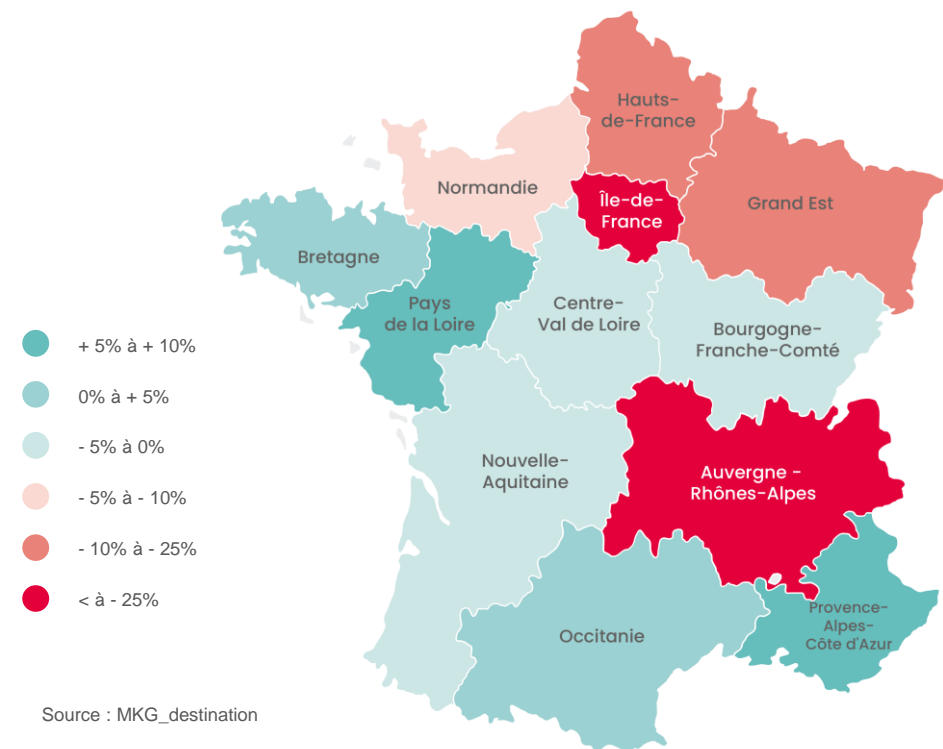 Hauts-
de-France
Normandie
Île-de-
France
Grand Est
Bretagne
Pays
de la Loire
Centre-
Val de Loire
Bourgogne-
Franche-Comté
+ 5% à + 10%
0% à + 5%
- 5% à 0%
- 5% à - 10%
- 10% à - 25%
< à - 25%
Nouvelle-
Aquitaine
Auvergne -
Rhônes-Alpes
Occitanie
Provence-
Alpes-
Côte d'Azur
Source : MKG_destination